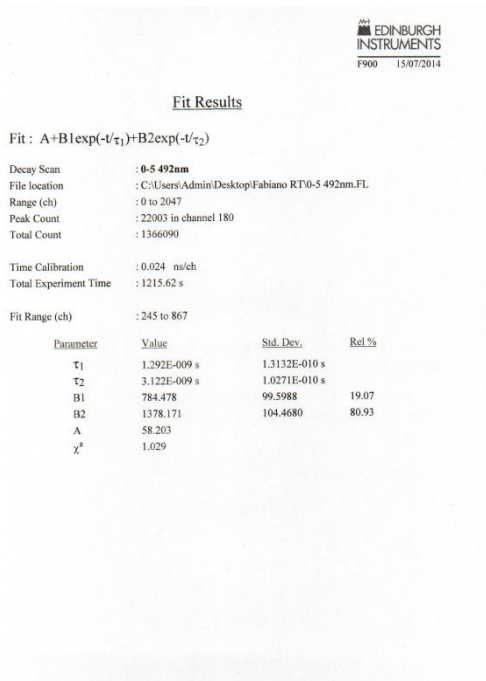 EDINBURGH
INSTRUMENTS
F900 15/07/2014
Fit Results
Fit : A+B1exp(-t/τ1)+B2exp(-t/τ2)
Decay Scan : 0-5 492nm
File location : C:\Users\Admin\Desktop\Fabiano RT\0-5 492nm.FL
Range (ch) : 0 to 2047
Peak Count : 22003 in channel 180
Total Count : 1366090
Time Calibration : 0.024 ns/ch
Total Experiment Time : 1215.62 s
Fit Range (ch) : 245 to 867
Parameter Value Std. Dev. Rel %
τ1 1.292E-009 s 1.3132E-010 s
τ2 3.122E-009 s 1.0271E-010 s
B1 784.478 99.5988 19.07
B2 1378.171 104.4680 80.93
A 58.203
χ² 1.029